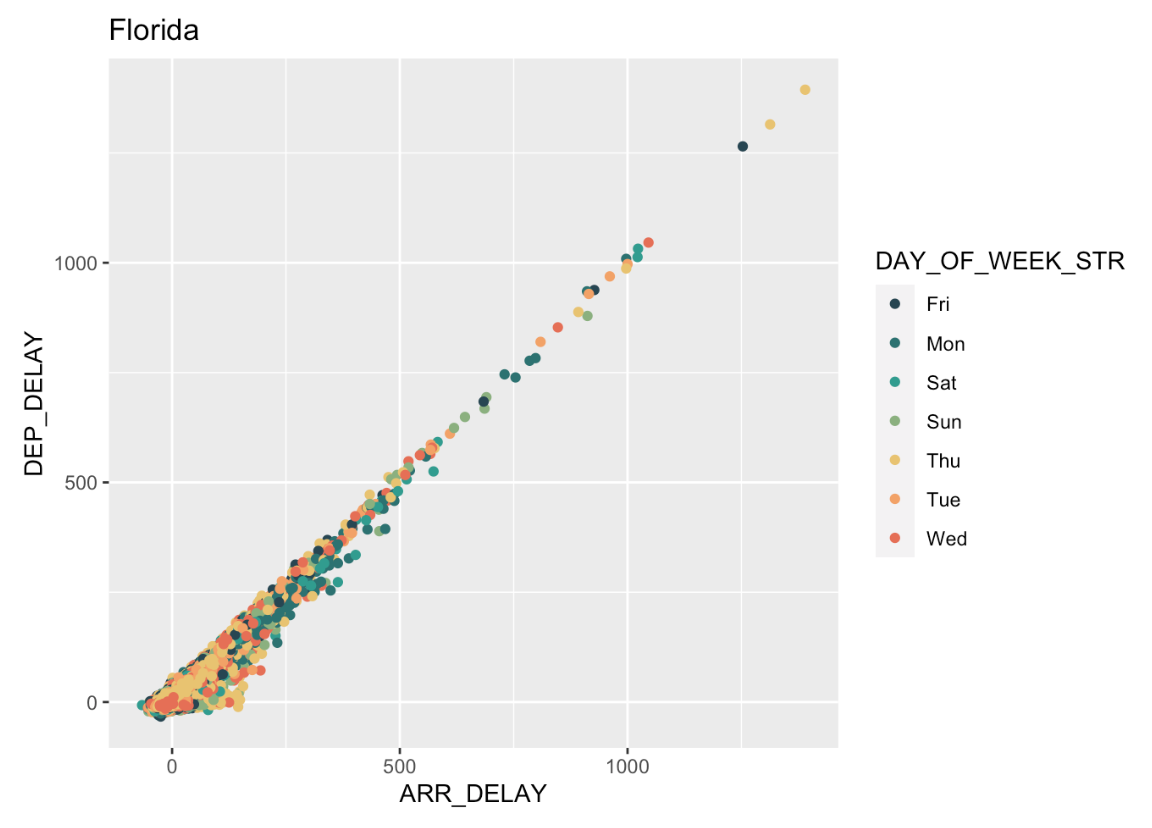 Florida
1000
500
0
DEP_DELAY
0 500 1000
ARR_DELAY
DAY_OF_WEEK_STR
Fri
Mon
Sat
Sun
Thu
Tue
Wed